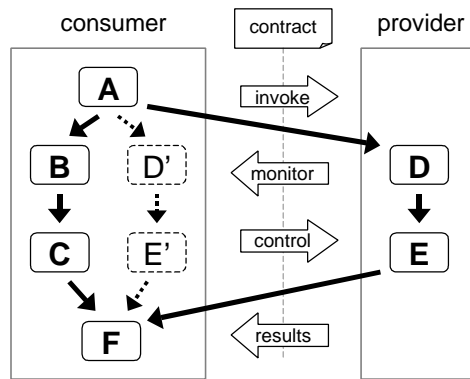 consumer
contract
provider
A
invoke
B
D’
monitor
D
C
E’
control
E
F
results